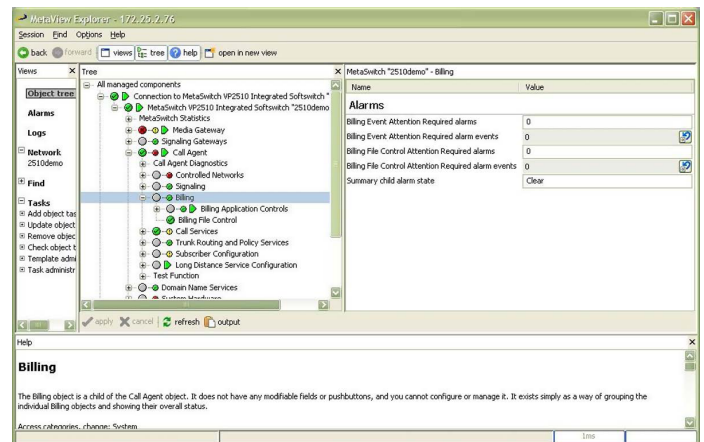 MetaView Explorer - 172.25.2.76
Session Find Options Help
back forward views tree help open in new view
Views
Object tree
Alarms
Logs
Network
2510demo
Find
Tasks
Add object tas
Update object
Remove objec
Check object t
Template admi
Task administr
Tree
All managed components
Connection to MetaSwitch VP2510 Integrated Softswitch "
MetaSwitch VP2510 Integrated Softswitch "2510demo
MetaSwitch Statistics
Media Gateway
Signaling Gateways
Call Agent
Call Agent Diagnostics
Controlled Networks
Signaling
Billing
Billing Application Controls
Billing File Control
Call Services
Trunk Routing and Policy Services
Subscriber Configuration
Long Distance Service Configuration
Test Function
Domain Name Services
System Hardware
apply cancel refresh output
MetaSwitch "2510demo" - Billing
Name Value
Alarms
Billing Event Attention Required alarms 0
Billing Event Attention Required alarm events 0
Billing File Control Attention Required alarms 0
Billing File Control Attention Required alarm events 0
Summary child alarm state Clear
Help
Billing
The Billing object is a child of the Call Agent object. It does not have any modifiable fields or pushbuttons, and you cannot configure or manage it. It exists simply as a way of grouping the
individual Billing objects and showing their overall status.
Access categories, change: System
1ms